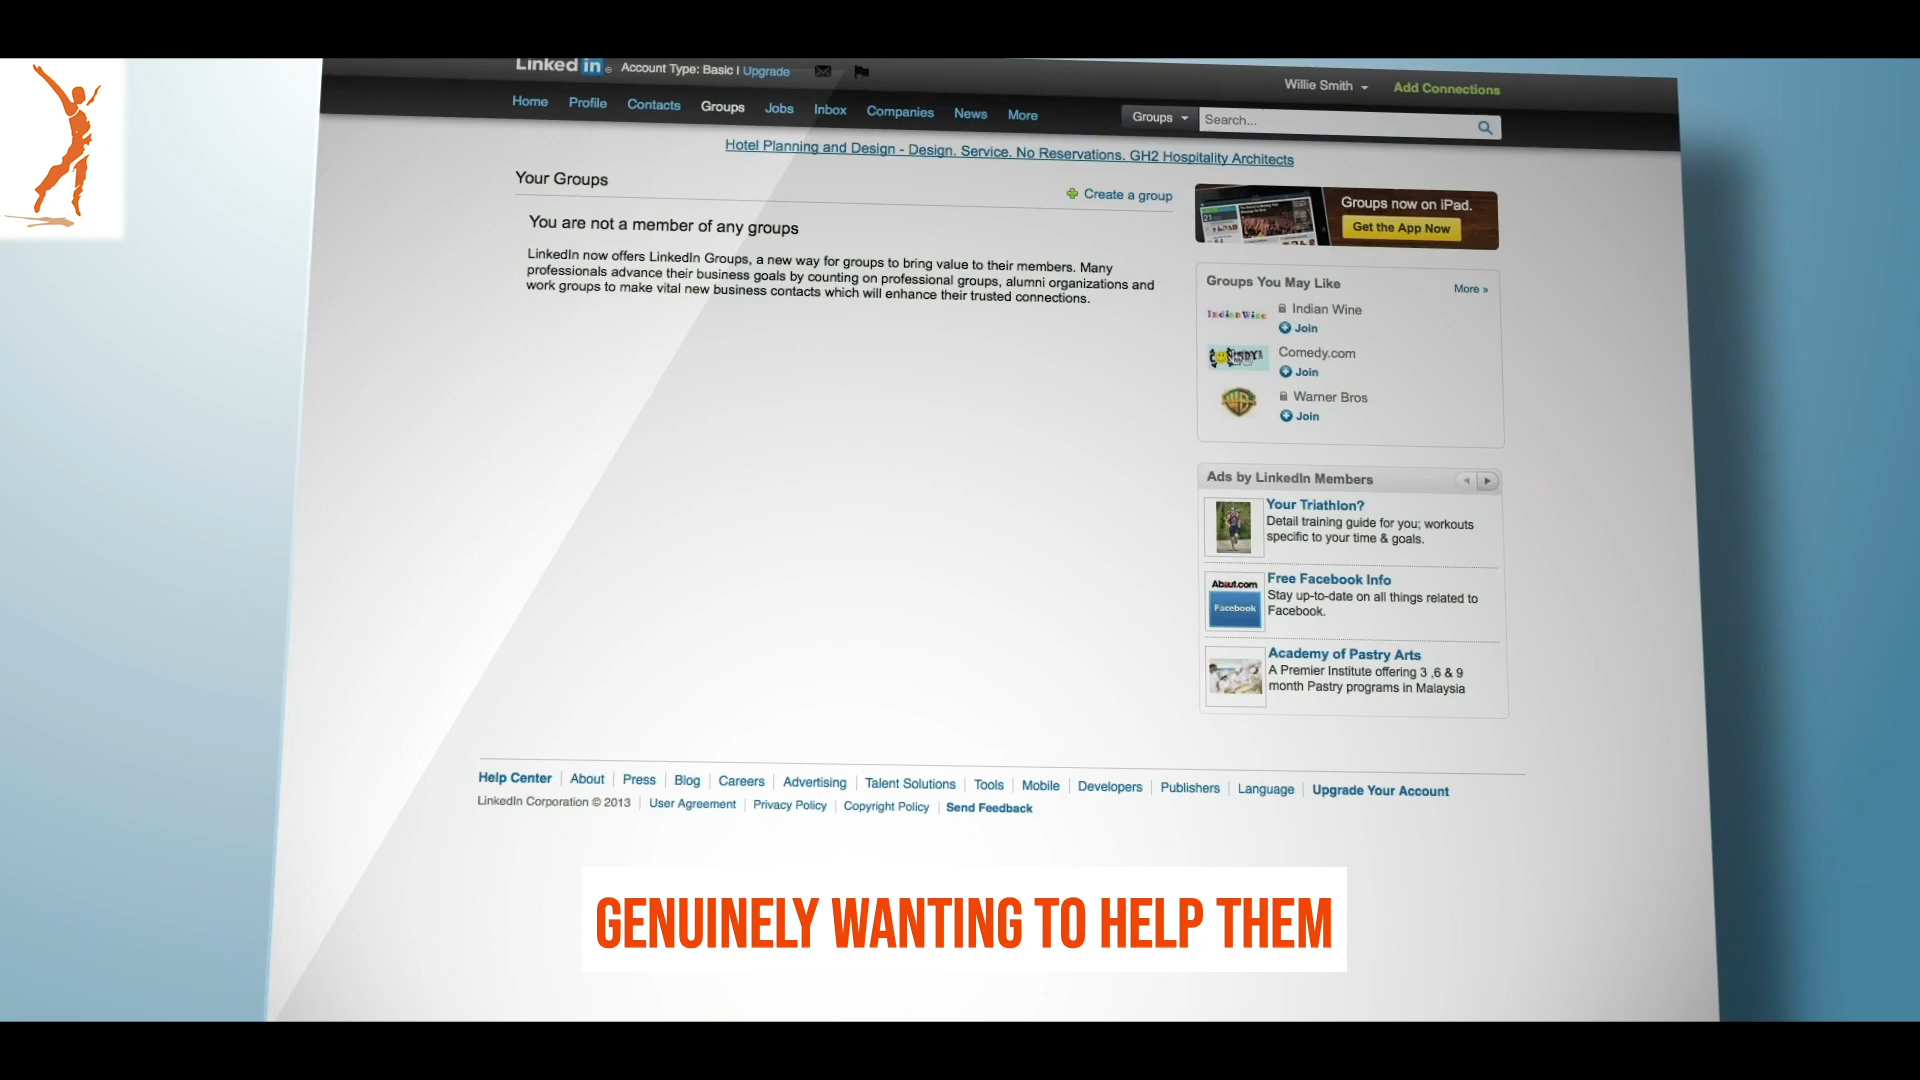 Linked in
Account Type: Basic | Upgrade
Willie Smith
Add Connections
Home Profile Contacts Groups Jobs Inbox Companies News More
Groups
Search...
Hotel Planning and Design - Design. Service. No Reservations. GH2 Hospitality Architects
Your Groups
Create a group
You are not a member of any groups
LinkedIn now offers LinkedIn Groups, a new way for groups to bring value to their members. Many
professionals advance their business goals by counting on professional groups, alumni organizations and
work groups to make vital new business contacts which will enhance their trusted connections.
Groups now on iPad.
Get the App Now
Groups You May Like
More »
IndianWine
Indian Wine
Join
Comedy.com
Join
WB
Warner Bros
Join
Ads by LinkedIn Members
Your Triathlon?
Detail training guide for you; workouts
specific to your time & goals.
About.com
Facebook
Free Facebook Info
Stay up-to-date on all things related to
Facebook.
Academy of Pastry Arts
A Premier Institute offering 3 ,6 & 9
month Pastry programs in Malaysia
Help Center About Press Blog Careers Advertising Talent Solutions Tools Mobile Developers Publishers Language Upgrade Your Account
LinkedIn Corporation © 2013 User Agreement Privacy Policy Copyright Policy Send Feedback
GENUINELY WANTING TO HELP THEM